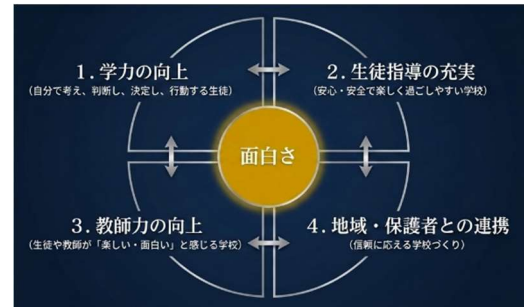 1. 学力の向上
(自分で考え、判断し、決定し、行動する生徒)
2. 生徒指導の充実
(安心・安全で楽しく過ごしやすい学校)
面白さ
3. 教師力の向上
(生徒や教師が「楽しい・面白い」と感じる学校)
4. 地域・保護者との連携
(信頼に応える学校づくり)